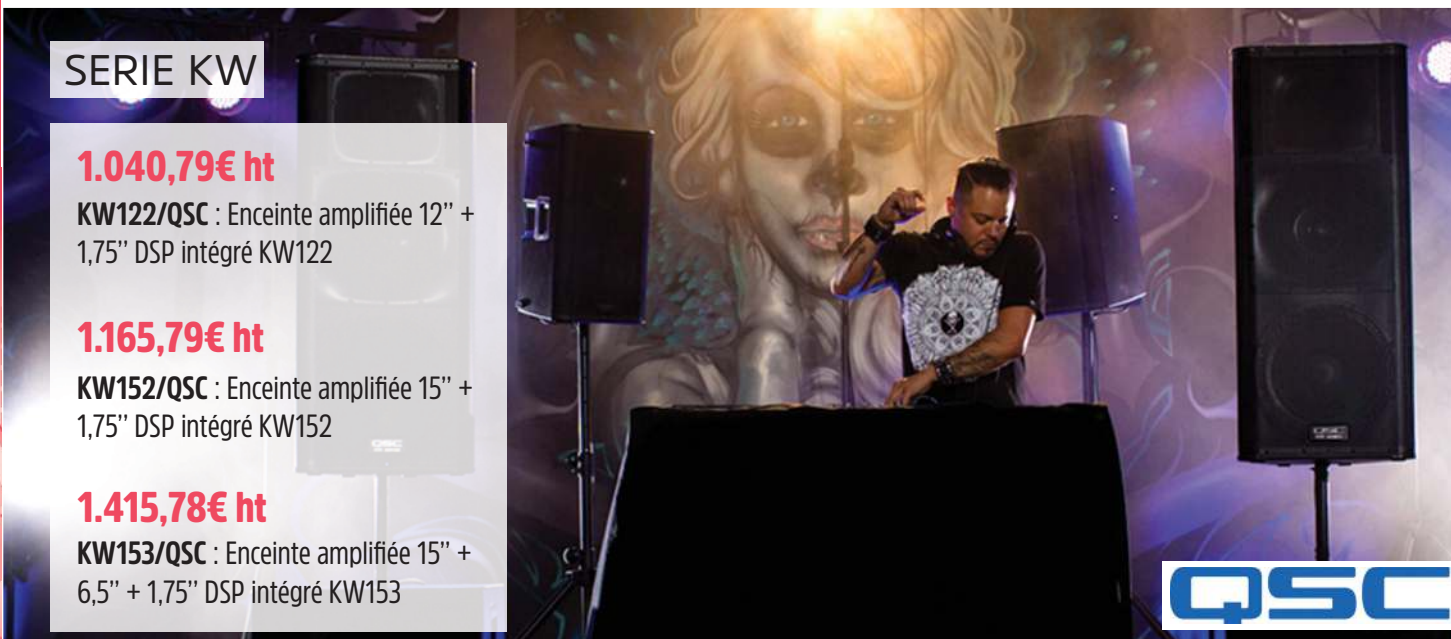 SERIE KW
1.040,79€ ht
KW122/QSC : Enceinte amplifiée 12’’ +
1,75’’ DSP intégré KW122
1.165,79€ ht
KW152/QSC : Enceinte amplifiée 15’’ +
1,75’’ DSP intégré KW152
1.415,78€ ht
KW153/QSC : Enceinte amplifiée 15’’ +
6,5’’ + 1,75’’ DSP intégré KW153
QSC
QSC
QSC